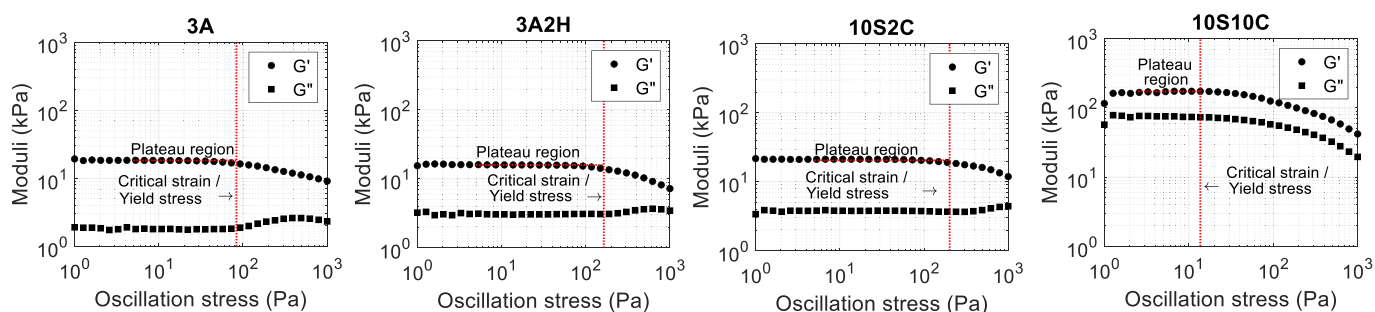 3A
10³
10²
10¹
10⁰
Moduli (kPa)
G'
G"
Plateau region
Critical strain /
Yield stress →
10⁰ 10¹ 10² 10³
Oscillation stress (Pa)
3A2H
10³
10²
10¹
10⁰
Moduli (kPa)
G'
G"
Plateau region
Critical strain /
Yield stress →
10⁰ 10¹ 10² 10³
Oscillation stress (Pa)
10S2C
10³
10²
10¹
10⁰
Moduli (kPa)
G'
G"
Plateau region
Critical strain /
Yield stress →
10⁰ 10¹ 10² 10³
Oscillation stress (Pa)
10S10C
10³
10²
10¹
10⁰
Moduli (kPa)
Plateau
region
G'
G"
Critical strain /
← Yield stress
10⁰ 10¹ 10² 10³
Oscillation stress (Pa)